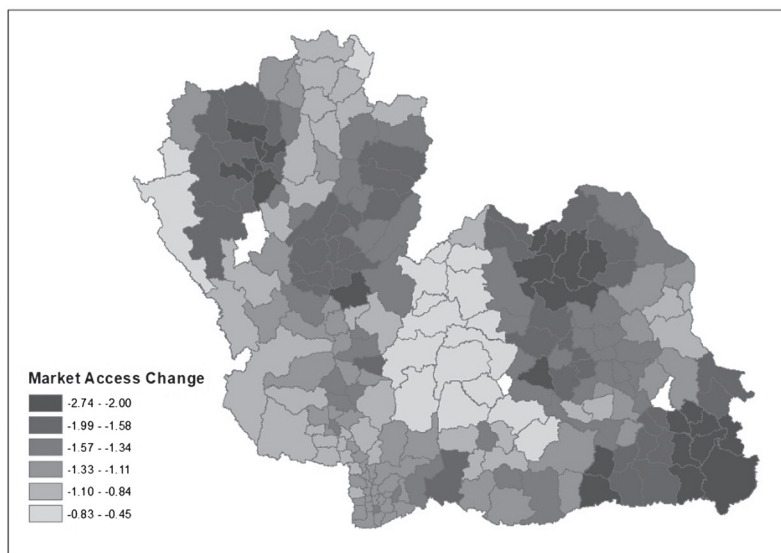 Market Access Change
-2.74 - -2.00
-1.99 - -1.58
-1.57 - -1.34
-1.33 - -1.11
-1.10 - -0.84
-0.83 - -0.45